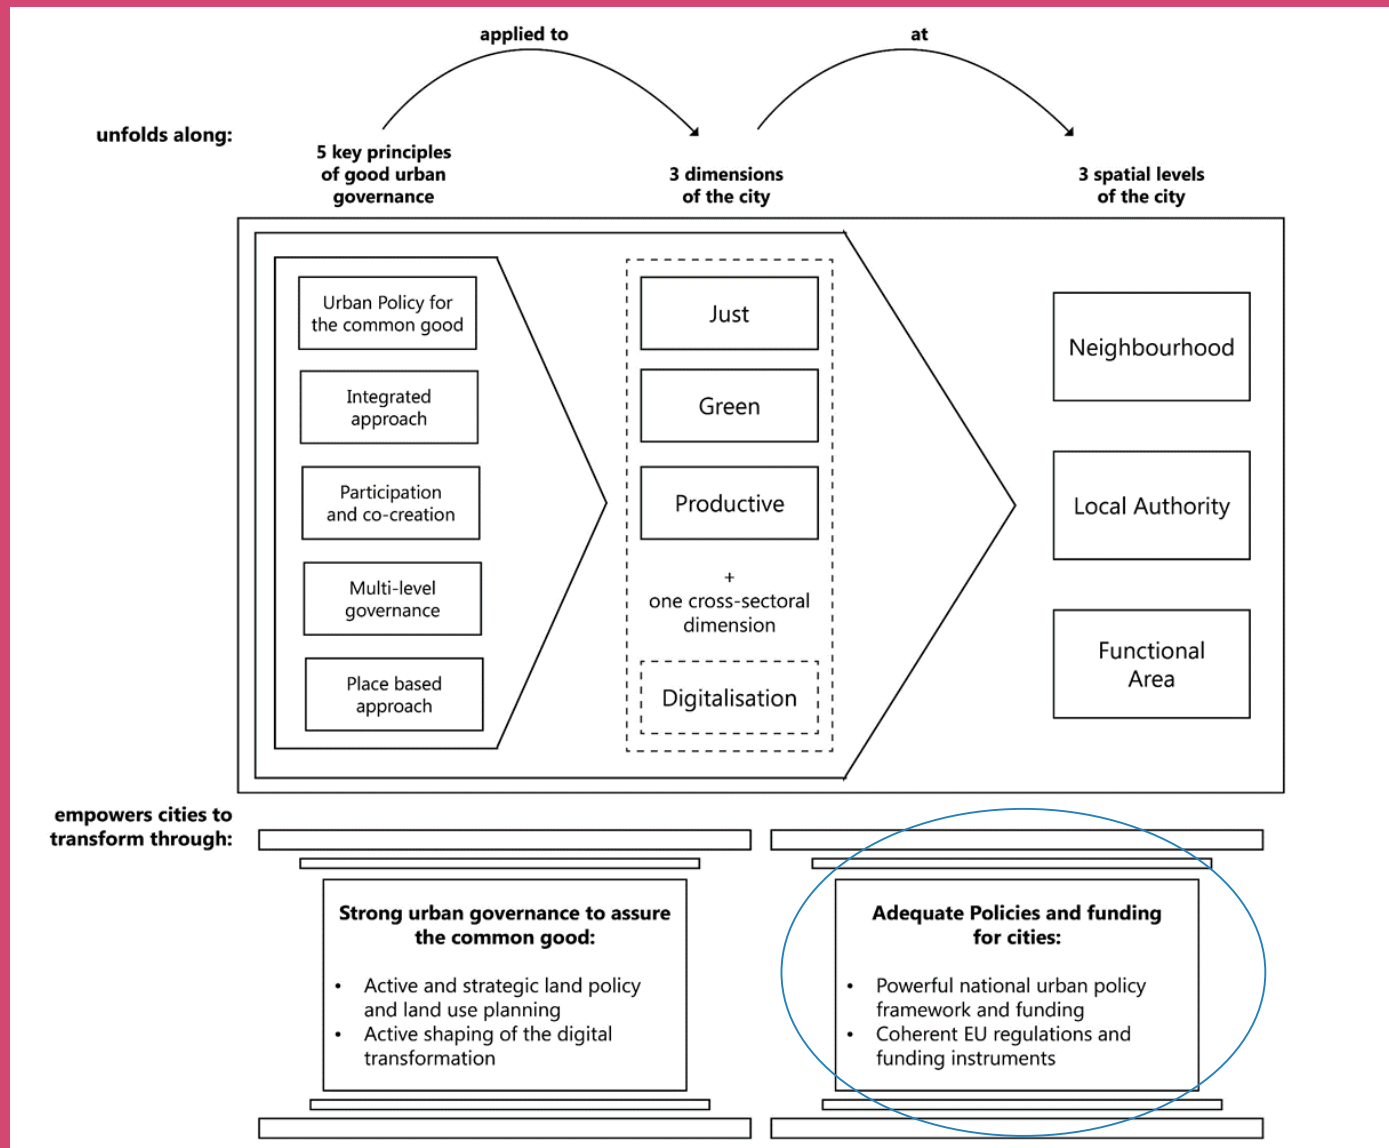 applied to
at
unfolds along:
5 key principles
of good urban
governance
3 dimensions
of the city
3 spatial levels
of the city
Urban Policy for
the common good
Integrated
approach
Participation
and co-creation
Multi-level
governance
Place based
approach
Just
Green
Productive
+
one cross-sectoral
dimension
Digitalisation
Neighbourhood
Local Authority
Functional
Area
empowers cities to
transform through:
Strong urban governance to assure
the common good:
• Active and strategic land policy
and land use planning
• Active shaping of the digital
transformation
Adequate Policies and funding
for cities:
• Powerful national urban policy
framework and funding
• Coherent EU regulations and
funding instruments